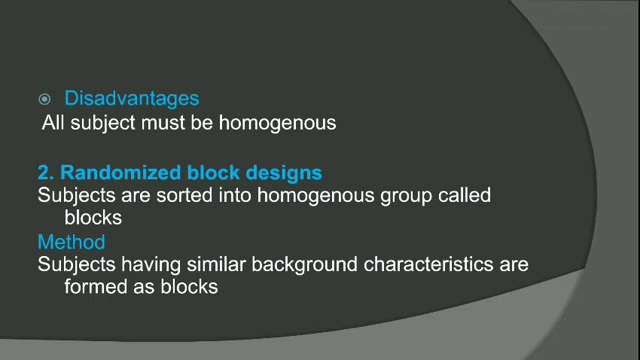 Disadvantages
All subject must be homogenous
2. Randomized block designs
Subjects are sorted into homogenous group called
blocks
Method
Subjects having similar background characteristics are
formed as blocks